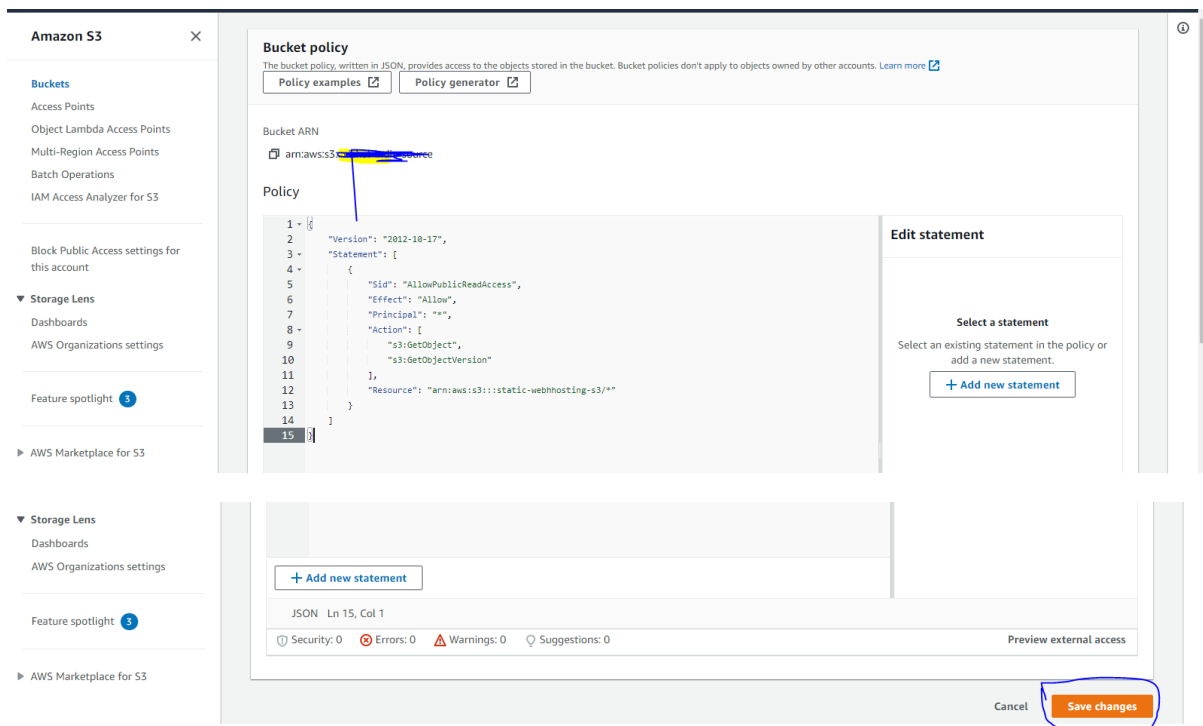 Amazon S3
Buckets
Access Points
Object Lambda Access Points
Multi-Region Access Points
Batch Operations
IAM Access Analyzer for S3
Block Public Access settings for
this account
Storage Lens
Dashboards
AWS Organizations settings
Feature spotlight 3
AWS Marketplace for S3
Bucket policy
The bucket policy, written in JSON, provides access to the objects stored in the bucket. Bucket policies don't apply to objects owned by other accounts. Learn more
Policy examples Policy generator
Bucket ARN
arn:aws:s3:
Policy
1 {
2 "Version": "2012-10-17",
3 "Statement": [
4 {
5 "Sid": "AllowPublicReadAccess",
6 "Effect": "Allow",
7 "Principal": "*",
8 "Action": [
9 "s3:GetObject",
10 "s3:GetObjectVersion"
11 ],
12 "Resource": "arn:aws:s3:::static-webhhosting-s3/*"
13 }
14 ]
15 }
Edit statement
Select a statement
Select an existing statement in the policy or
add a new statement.
+ Add new statement
Storage Lens
Dashboards
AWS Organizations settings
Feature spotlight 3
AWS Marketplace for S3
+ Add new statement
JSON Ln 15, Col 1
Security: 0 Errors: 0 Warnings: 0 Suggestions: 0 Preview external access
Cancel Save changes